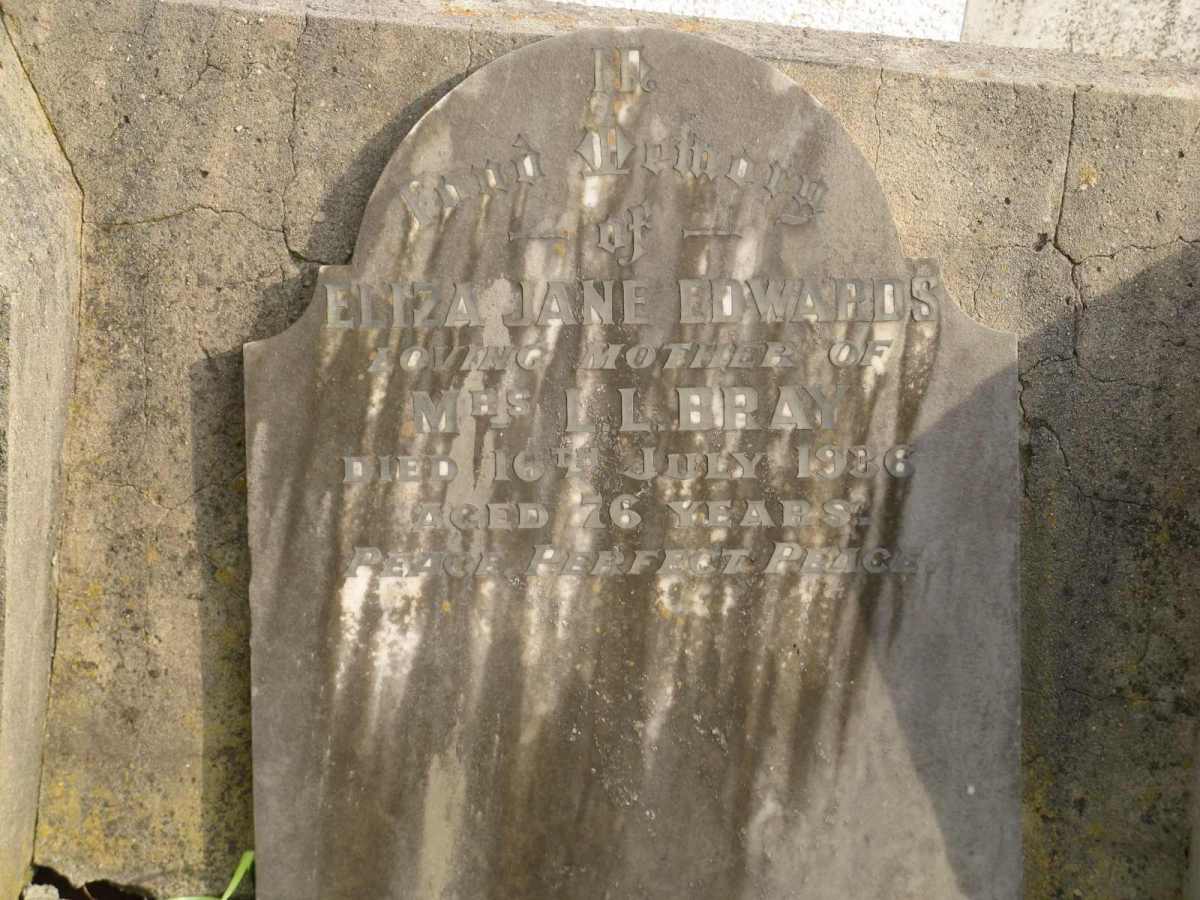 In
Fond Memory
of
ELIZA JANE EDWARDS
LOVING MOTHER OF
MRS L.L. BRAY
DIED 16TH JULY 1936
AGED 76 YEARS.
PEACE PERFECT PEACE